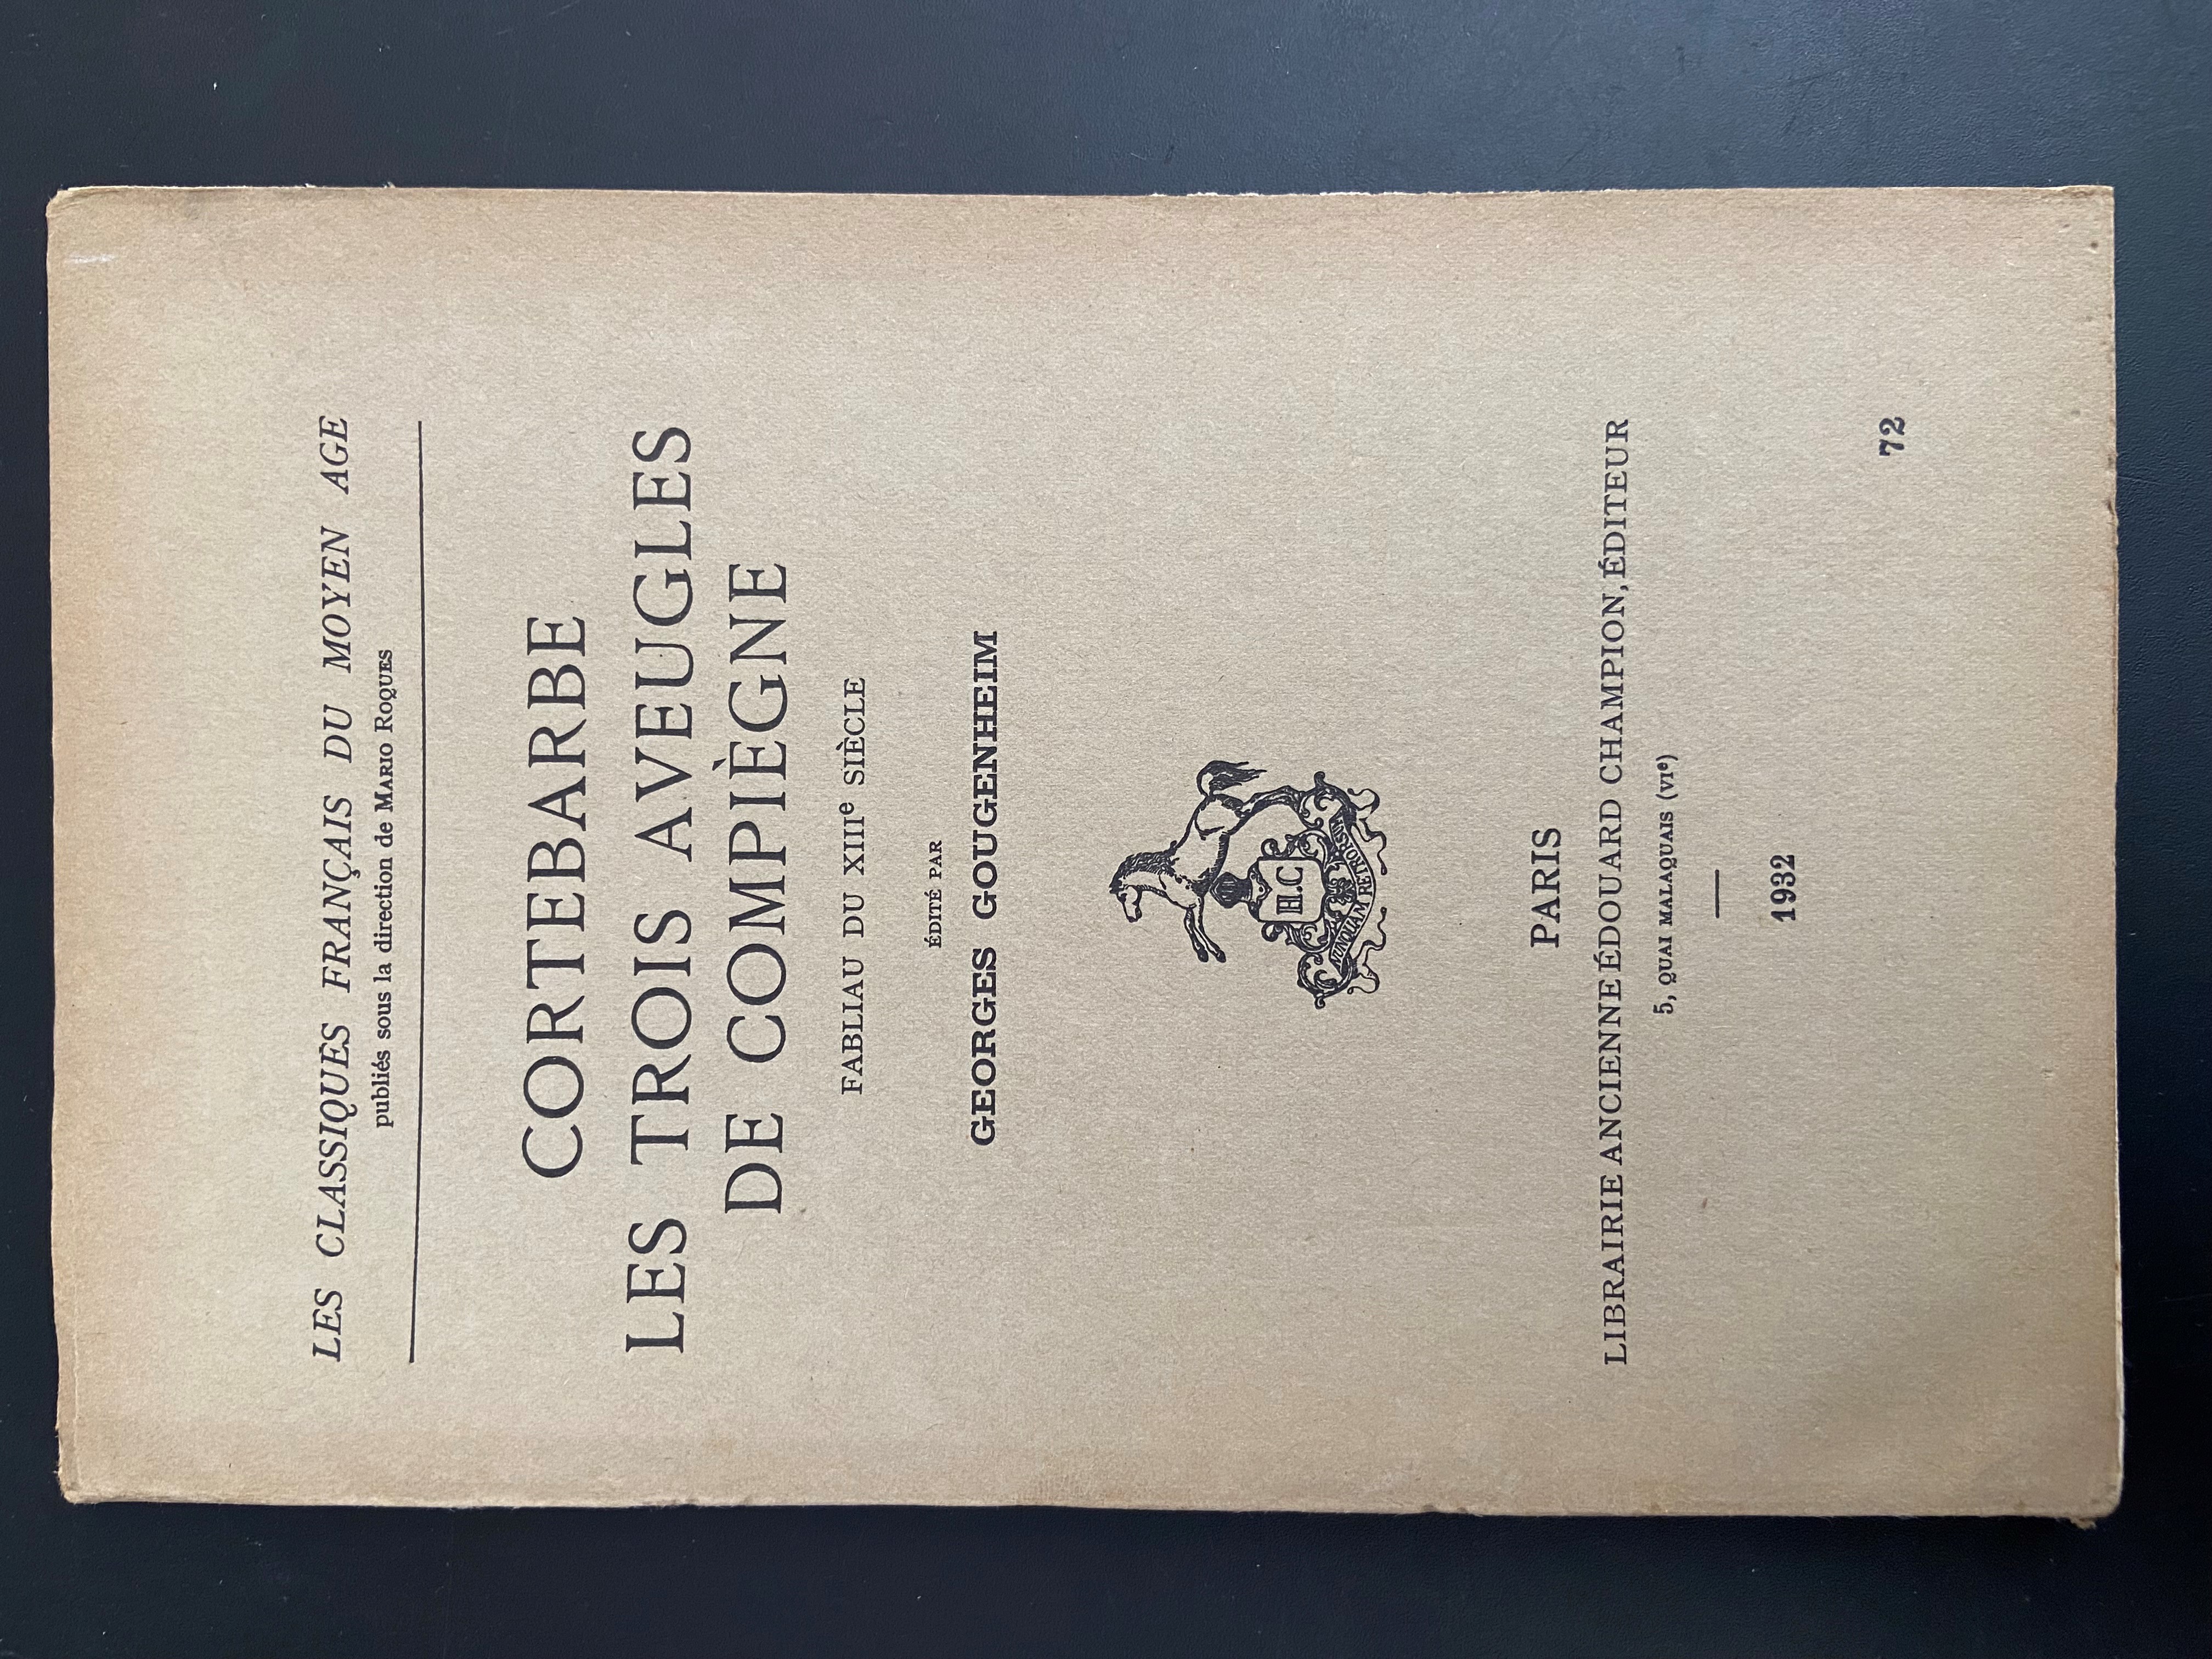 LES CLASSIQUES FRANÇAIS DU MOYEN AGE
publiés sous la direction de MARIO ROQUES
CORTEBARBE
LES TROIS AVEUGLES
DE COMPIÈGNE
FABLIAU DU XIIIe SIÈCLE
ÉDITÉ PAR
GEORGES GOUGENHEIM
H.C
NUNQUAM RETRORSUM
PARIS
LIBRAIRIE ANCIENNE ÉDOUARD CHAMPION, ÉDITEUR
5, QUAI MALAQUAIS (VIe)
1932
72